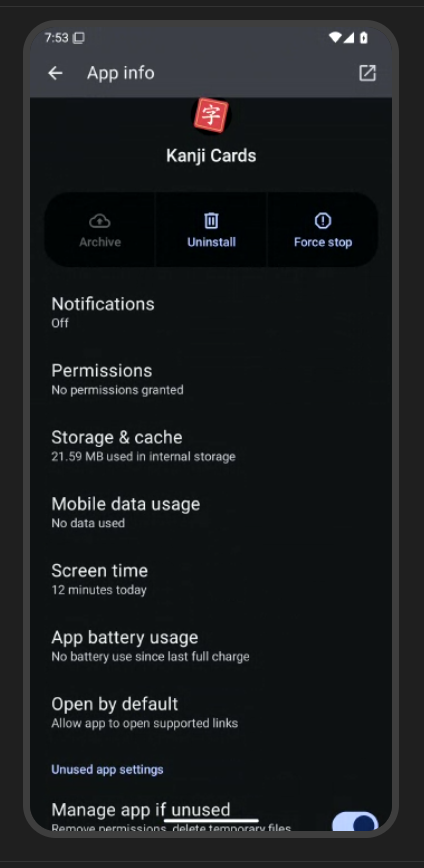 7:53
App info
字
Kanji Cards
Archive
Uninstall
Force stop
Notifications
Off
Permissions
No permissions granted
Storage & cache
21.59 MB used in internal storage
Mobile data usage
No data used
Screen time
12 minutes today
App battery usage
No battery use since last full charge
Open by default
Allow app to open supported links
Unused app settings
Manage app if unused
Remove permissions, delete temporary files